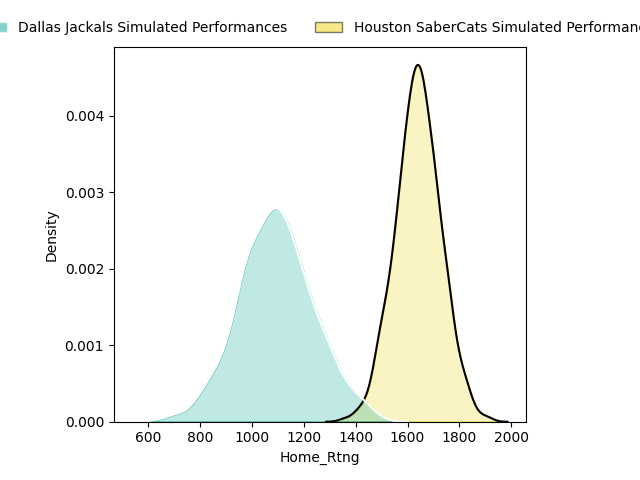 Dallas Jackals Simulated Performances
Houston SaberCats Simulated
0.004
0.003
0.002
0.001
0.000
Density
600 800 1000 1200 1400 1600 1800 2000
Home_Rtng